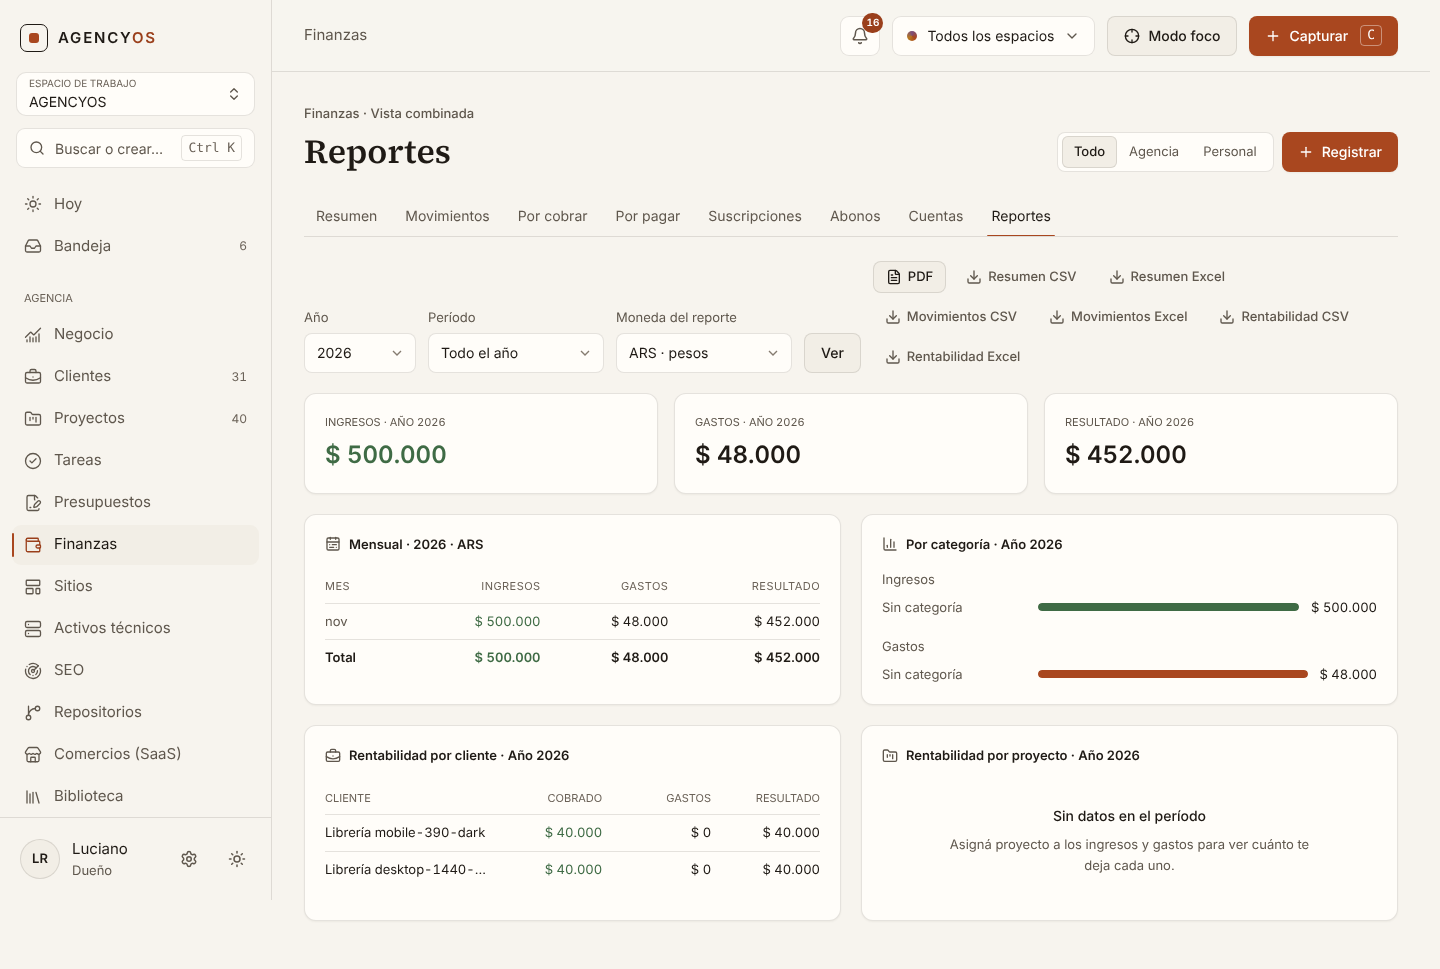 AGENCYOS
ESPACIO DE TRABAJO
AGENCYOS
Buscar o crear... Ctrl K
Hoy
Bandeja 6
AGENCIA
Negocio
Clientes 31
Proyectos 40
Tareas
Presupuestos
Finanzas
Sitios
Activos técnicos
SEO
Repositorios
Comercios (SaaS)
Biblioteca
LR
Luciano
Dueño
Finanzas
16
Todos los espacios
Modo foco
Capturar C
Finanzas · Vista combinada
Reportes
Todo Agencia Personal
Registrar
Resumen Movimientos Por cobrar Por pagar Suscripciones Abonos Cuentas Reportes
Año
2026
Período
Todo el año
Moneda del reporte
ARS · pesos
Ver
PDF Resumen CSV Resumen Excel
Movimientos CSV Movimientos Excel Rentabilidad CSV
Rentabilidad Excel
INGRESOS · AÑO 2026
$ 500.000
GASTOS · AÑO 2026
$ 48.000
RESULTADO · AÑO 2026
$ 452.000
Mensual · 2026 · ARS
MES INGRESOS GASTOS RESULTADO
nov $ 500.000 $ 48.000 $ 452.000
Total $ 500.000 $ 48.000 $ 452.000
Por categoría · Año 2026
Ingresos
Sin categoría $ 500.000
Gastos
Sin categoría $ 48.000
Rentabilidad por cliente · Año 2026
CLIENTE COBRADO GASTOS RESULTADO
Librería mobile-390-dark $ 40.000 $ 0 $ 40.000
Librería desktop-1440-... $ 40.000 $ 0 $ 40.000
Rentabilidad por proyecto · Año 2026
Sin datos en el período
Asigná proyecto a los ingresos y gastos para ver cuánto te
deja cada uno.